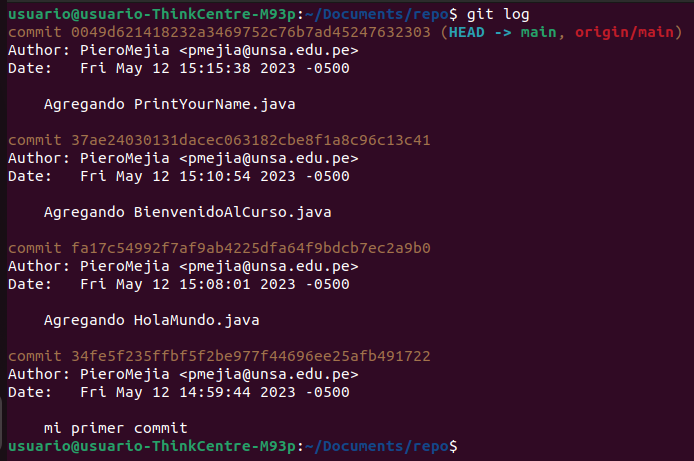 usuario@usuario-ThinkCentre-M93p:~/Documents/repo$ git log
commit 0049d621418232a3469752c76b7ad45247632303 (HEAD -> main, origin/main)
Author: PieroMejia <pmejia@unsa.edu.pe>
Date:   Fri May 12 15:15:38 2023 -0500
Agregando PrintYourName.java
commit 37ae24030131dacec063182cbe8f1a8c96c13c41
Author: PieroMejia <pmejia@unsa.edu.pe>
Date:   Fri May 12 15:10:54 2023 -0500
Agregando BienvenidoAlCurso.java
commit fa17c54992f7af9ab4225dfa64f9bdcb7ec2a9b0
Author: PieroMejia <pmejia@unsa.edu.pe>
Date:   Fri May 12 15:08:01 2023 -0500
Agregando HolaMundo.java
commit 34fe5f235ffbf5f2be977f44696ee25afb491722
Author: PieroMejia <pmejia@unsa.edu.pe>
Date:   Fri May 12 14:59:44 2023 -0500
mi primer commit
usuario@usuario-ThinkCentre-M93p:~/Documents/repo$